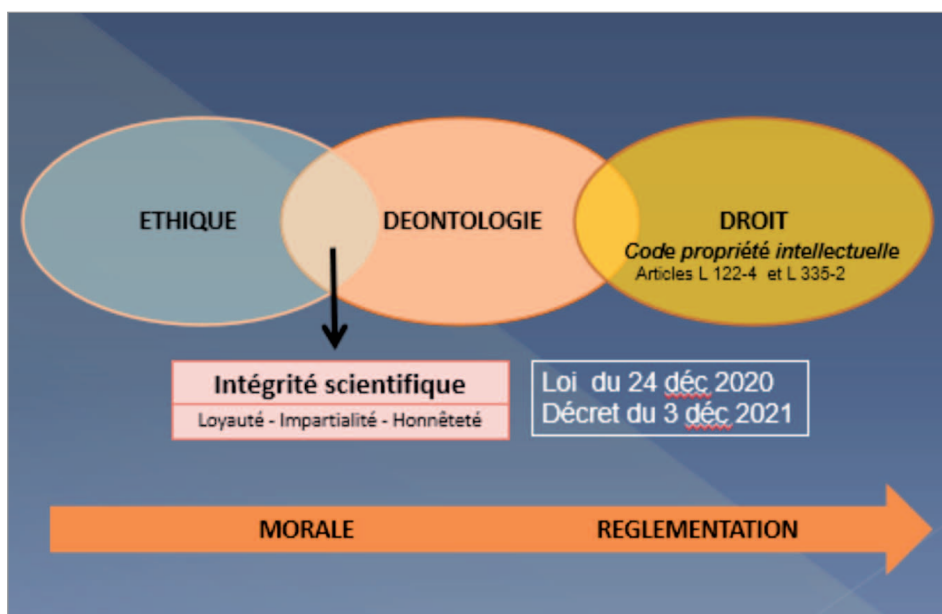 ETHIQUE
DEONTOLOGIE
DROIT
Code propriété intellectuelle
Articles L 122-4 et L 335-2
Intégrité scientifique
Loyauté - Impartialité - Honnêteté
Loi du 24 déc 2020
Décret du 3 déc 2021
MORALE
REGLEMENTATION